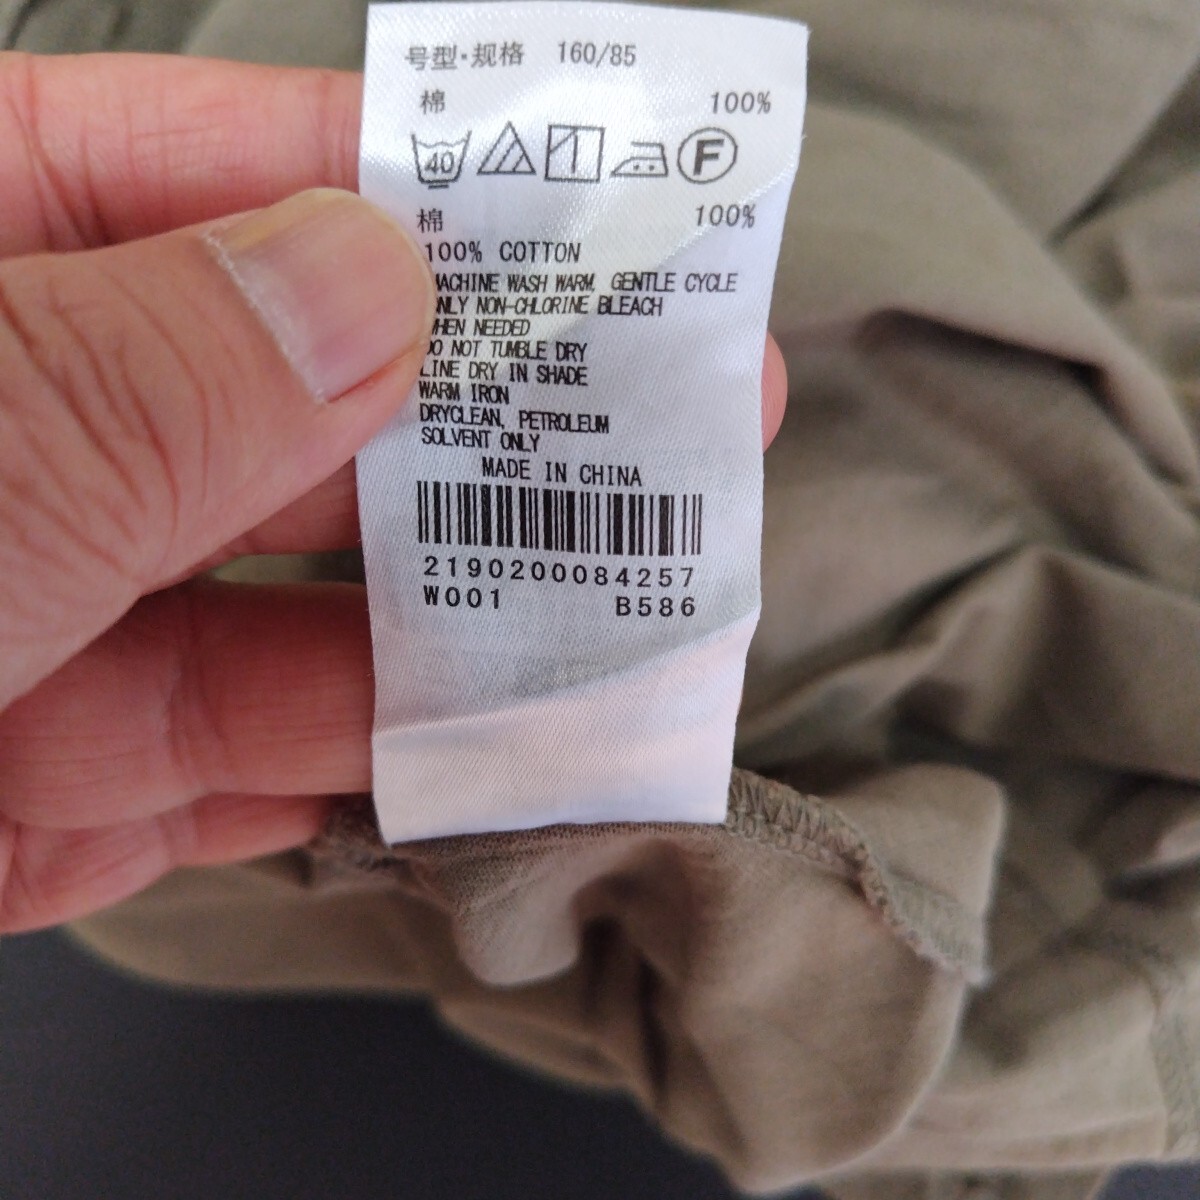 号型·规格 160/85
棉 100%
40 F
棉 100%
100% COTTON
MACHINE WASH WARM, GENTLE CYCLE
ONLY NON-CHLORINE BLEACH
WHEN NEEDED
DO NOT TUMBLE DRY
LINE DRY IN SHADE
WARM IRON
DRYCLEAN, PETROLEUM
SOLVENT ONLY
MADE IN CHINA
2190200084257
W001 B586